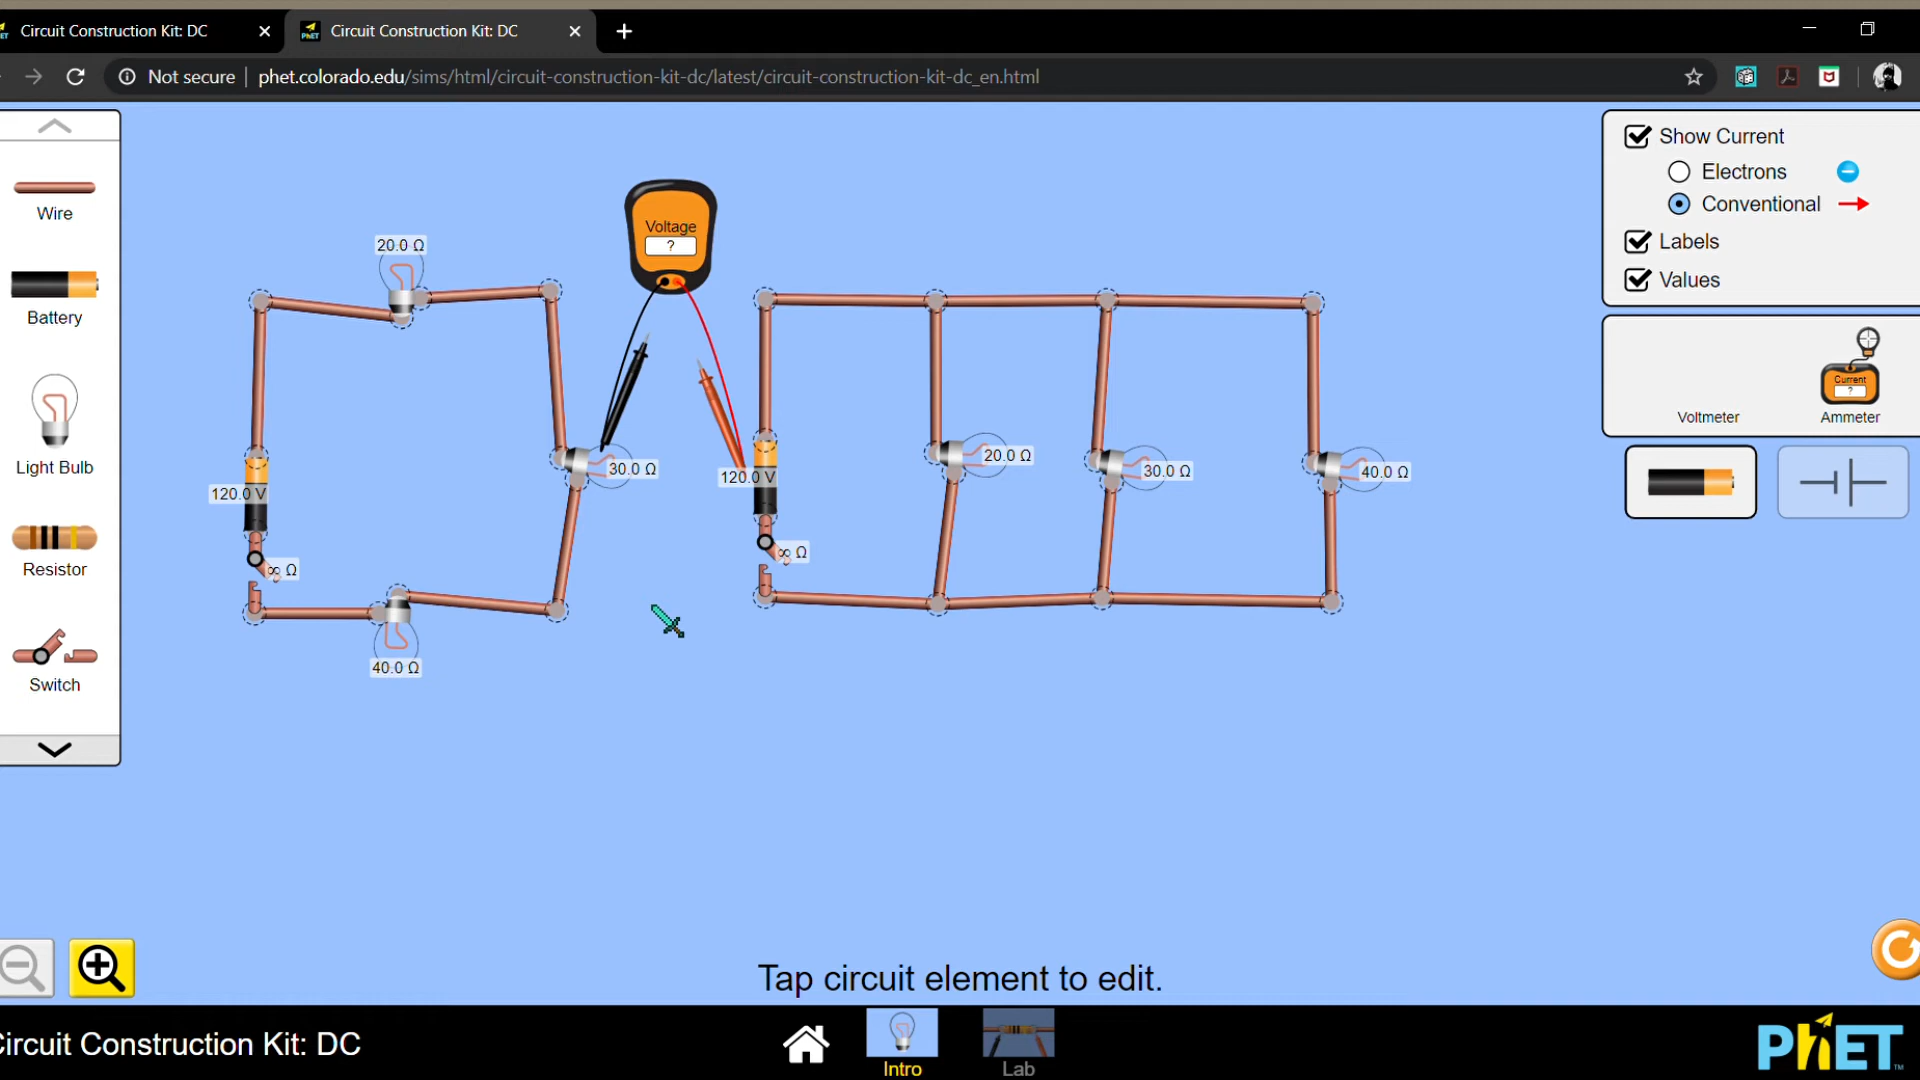 Circuit Construction Kit: DC
Circuit Construction Kit: DC
Not secure
phet.colorado.edu/sims/html/circuit-construction-kit-dc/latest/circuit-construction-kit-dc_en.html
Wire
Battery
Light Bulb
Resistor
Switch
20.0 Ω
Voltage
?
30.0 Ω
120.0 V
∞ Ω
40.0 Ω
120.0 V
∞ Ω
20.0 Ω
30.0 Ω
40.0 Ω
Show Current
Electrons
Conventional
Labels
Values
Current
?
Voltmeter
Ammeter
Tap circuit element to edit.
Circuit Construction Kit: DC
Intro
Lab
PhET